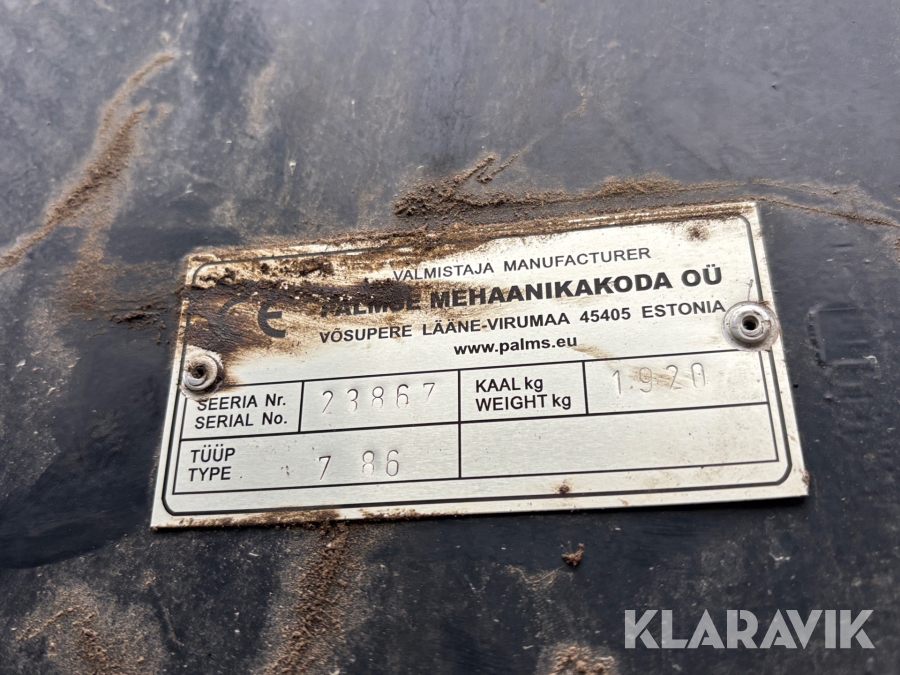 VALMISTAJA MANUFACTURER
PALMSE MEHAANIKAKODA OÜ
VÕSUPERE LÄÄNE-VIRUMAA 45405 ESTONIA
www.palms.eu
CE
SEERIA Nr.
SERIAL No.
23867
KAAL kg
WEIGHT kg
1920
TÜÜP
TYPE
7 86
KLARAVIK